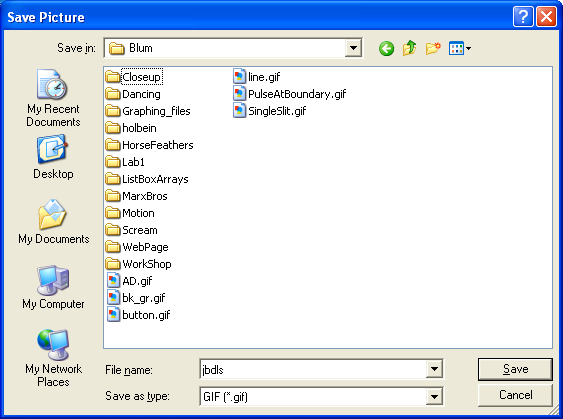 Save Picture
Save in: Blum
My Recent
Documents
Desktop
My Documents
My Computer
My Network
Places
Closeup
Dancing
Graphing_files
holbein
HorseFeathers
Lab1
ListBoxArrays
MarxBros
Motion
Scream
WebPage
WorkShop
AD.gif
bk_gr.gif
button.gif
line.gif
PulseAtBoundary.gif
SingleSlit.gif
File name: jbdls
Save
Save as type: GIF (*.gif)
Cancel